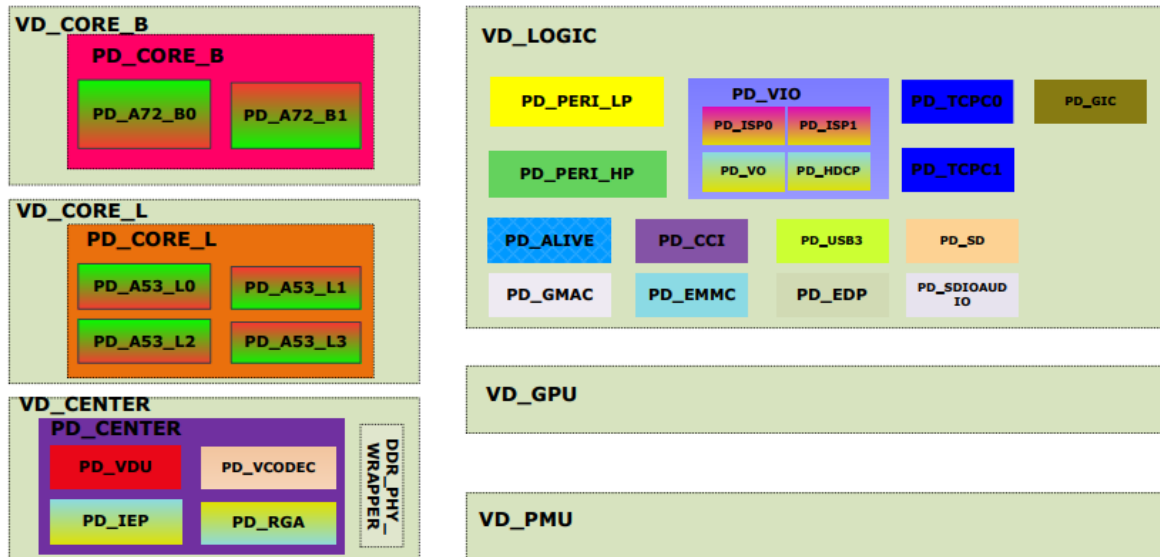 VD_CORE_B
PD_CORE_B
PD_A72_B0
PD_A72_B1
VD_CORE_L
PD_CORE_L
PD_A53_L0
PD_A53_L1
PD_A53_L2
PD_A53_L3
VD_CENTER
PD_CENTER
PD_VDU
PD_VCODEC
PD_IEP
PD_RGA
DDR_PHY_
WRAPPER
VD_LOGIC
PD_PERI_LP
PD_VIO
PD_ISP0
PD_ISP1
PD_VO
PD_HDCP
PD_TCPC0
PD_GIC
PD_PERI_HP
PD_TCPC1
PD_ALIVE
PD_CCI
PD_USB3
PD_SD
PD_GMAC
PD_EMMC
PD_EDP
PD_SDIOAUD
IO
VD_GPU
VD_PMU